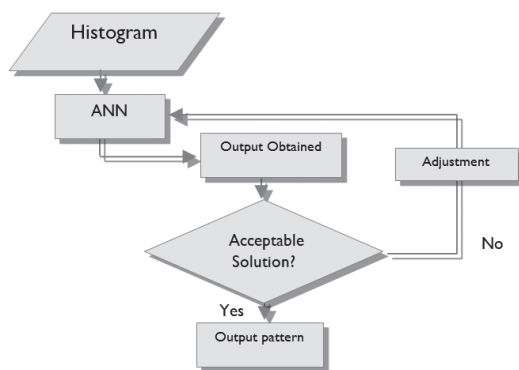 Histogram
ANN
Output Obtained
Adjustment
Acceptable
Solution?
No
Yes
Output pattern